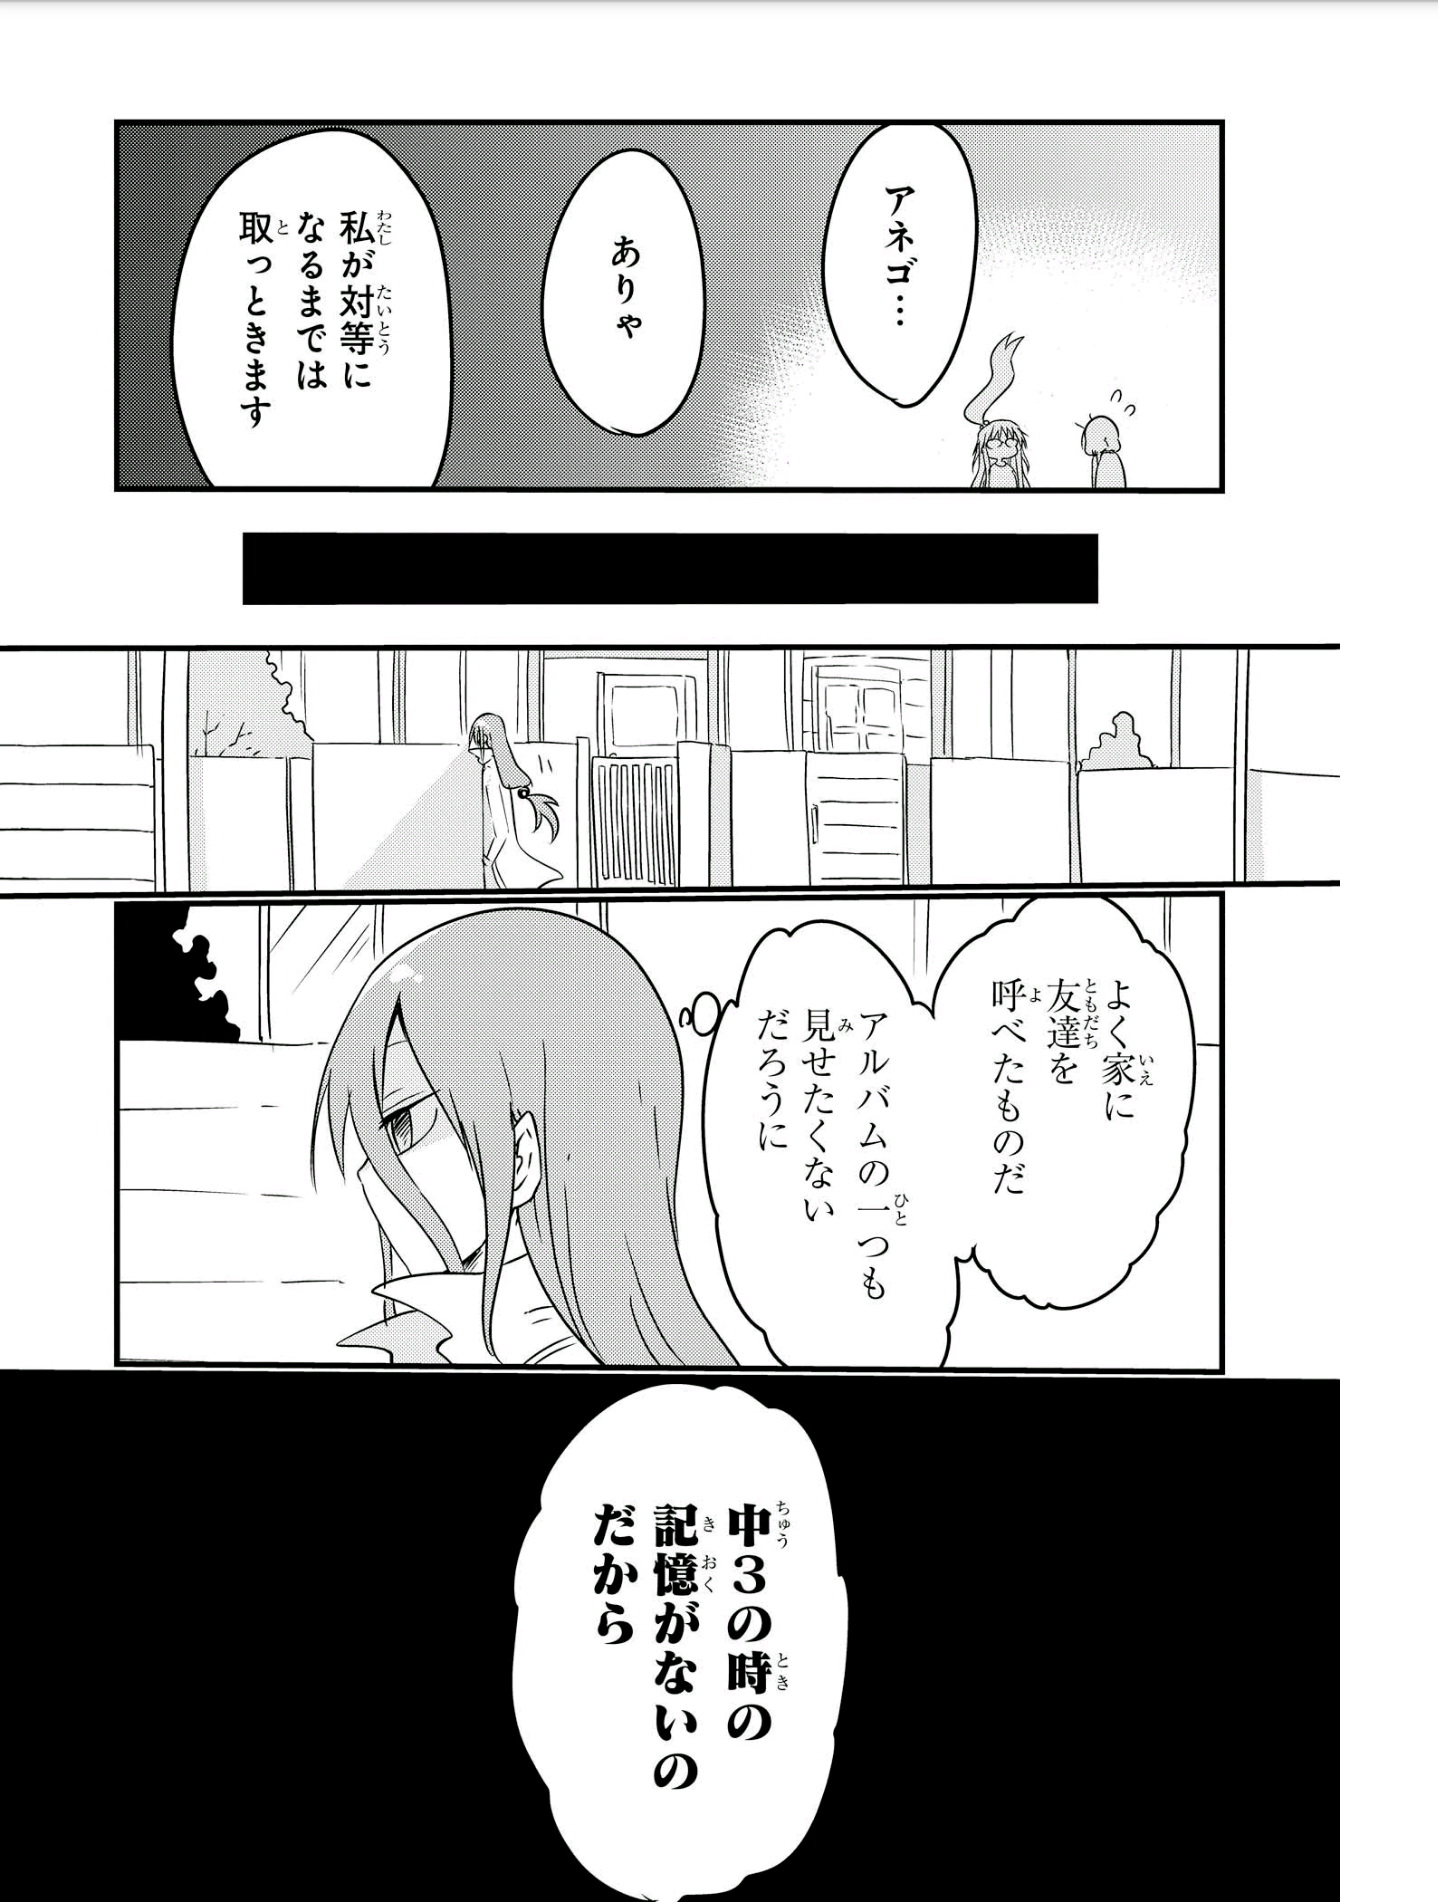 アネゴ…
ありゃ
私が対等に
なるまでは
取っときます
よく家に
友達を
呼べたものだ
アルバムの一つも
見せたくない
だろうに
中3の時の
記憶がないの
だから